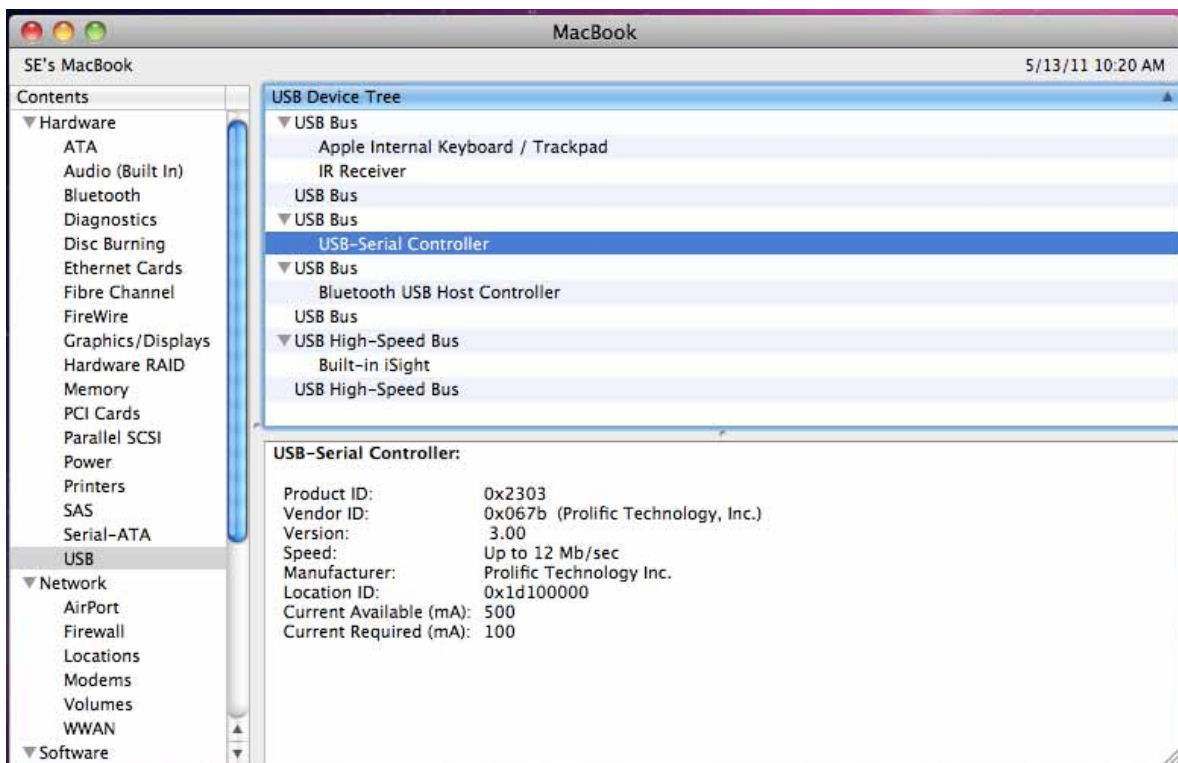 MacBook
SE's MacBook
5/13/11 10:20 AM
Contents
Hardware
ATA
Audio (Built In)
Bluetooth
Diagnostics
Disc Burning
Ethernet Cards
Fibre Channel
FireWire
Graphics/Displays
Hardware RAID
Memory
PCI Cards
Parallel SCSI
Power
Printers
SAS
Serial-ATA
USB
Network
AirPort
Firewall
Locations
Modems
Volumes
WWAN
Software
USB Device Tree
USB Bus
Apple Internal Keyboard / Trackpad
IR Receiver
USB Bus
USB Bus
USB-Serial Controller
USB Bus
Bluetooth USB Host Controller
USB Bus
USB High-Speed Bus
Built-in iSight
USB High-Speed Bus
USB-Serial Controller:
Product ID: 0x2303
Vendor ID: 0x067b (Prolific Technology, Inc.)
Version: 3.00
Speed: Up to 12 Mb/sec
Manufacturer: Prolific Technology Inc.
Location ID: 0x1d100000
Current Available (mA): 500
Current Required (mA): 100